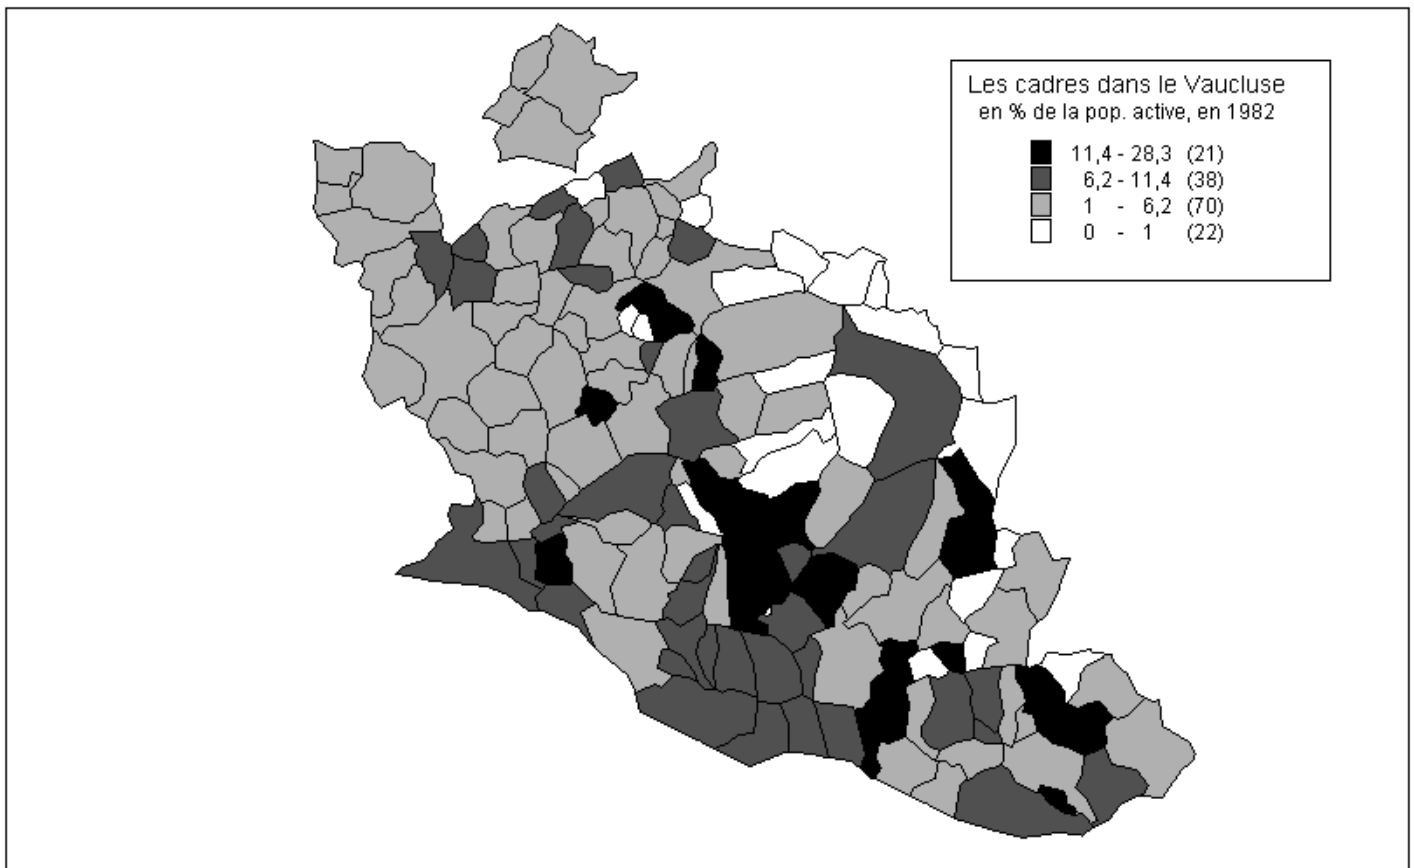 Les cadres dans le Vaucluse
en % de la pop. active, en 1982
11,4 - 28,3 (21)
6,2 - 11,4 (38)
1 - 6,2 (70)
0 - 1 (22)